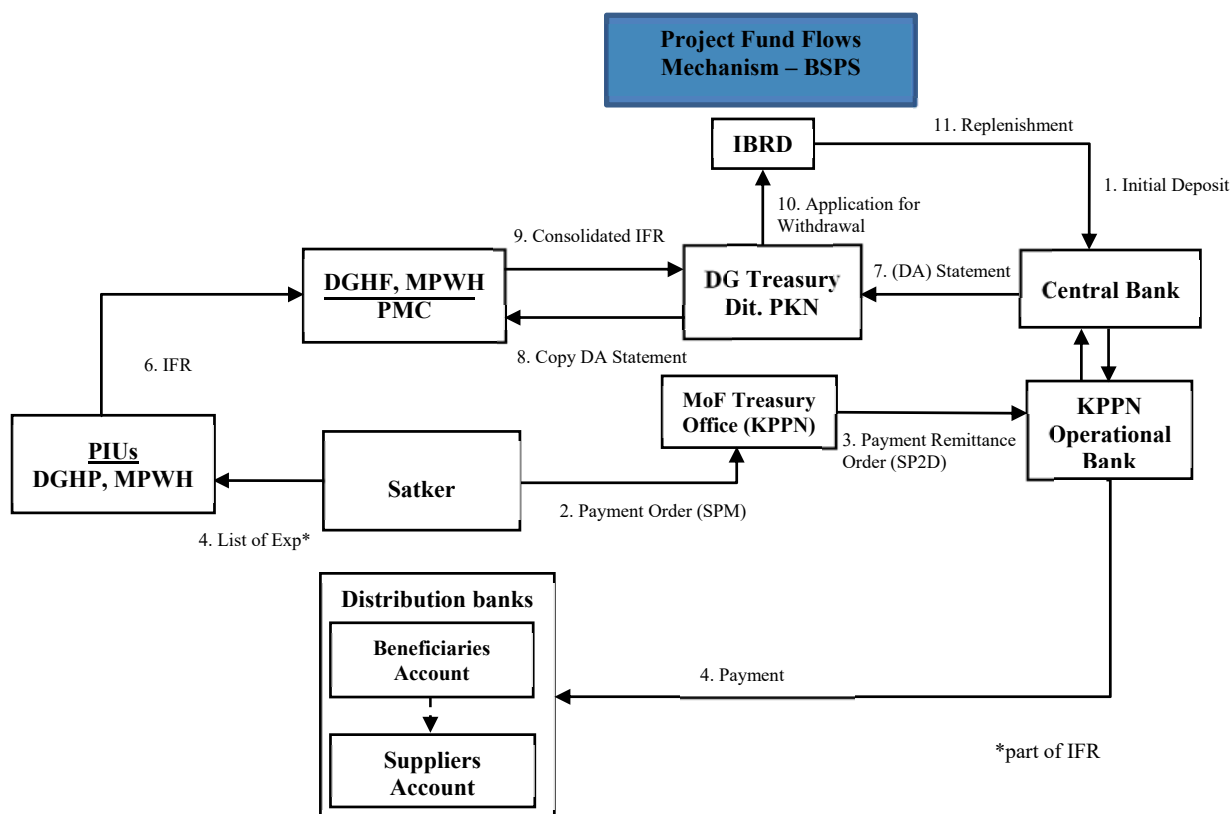 Project Fund Flows
Mechanism – BSPS
11. Replenishment
IBRD
1. Initial Deposit
10. Application for
Withdrawal
9. Consolidated IFR
DGHF, MPWH
PMC
DG Treasury
Dit. PKN
7. (DA) Statement
Central Bank
8. Copy DA Statement
6. IFR
MoF Treasury
Office (KPPN)
KPPN
Operational
Bank
3. Payment Remittance
Order (SP2D)
PIUs
DGHP, MPWH
Satker
2. Payment Order (SPM)
4. List of Exp*
Distribution banks
Beneficiaries
Account
4. Payment
Suppliers
Account
*part of IFR